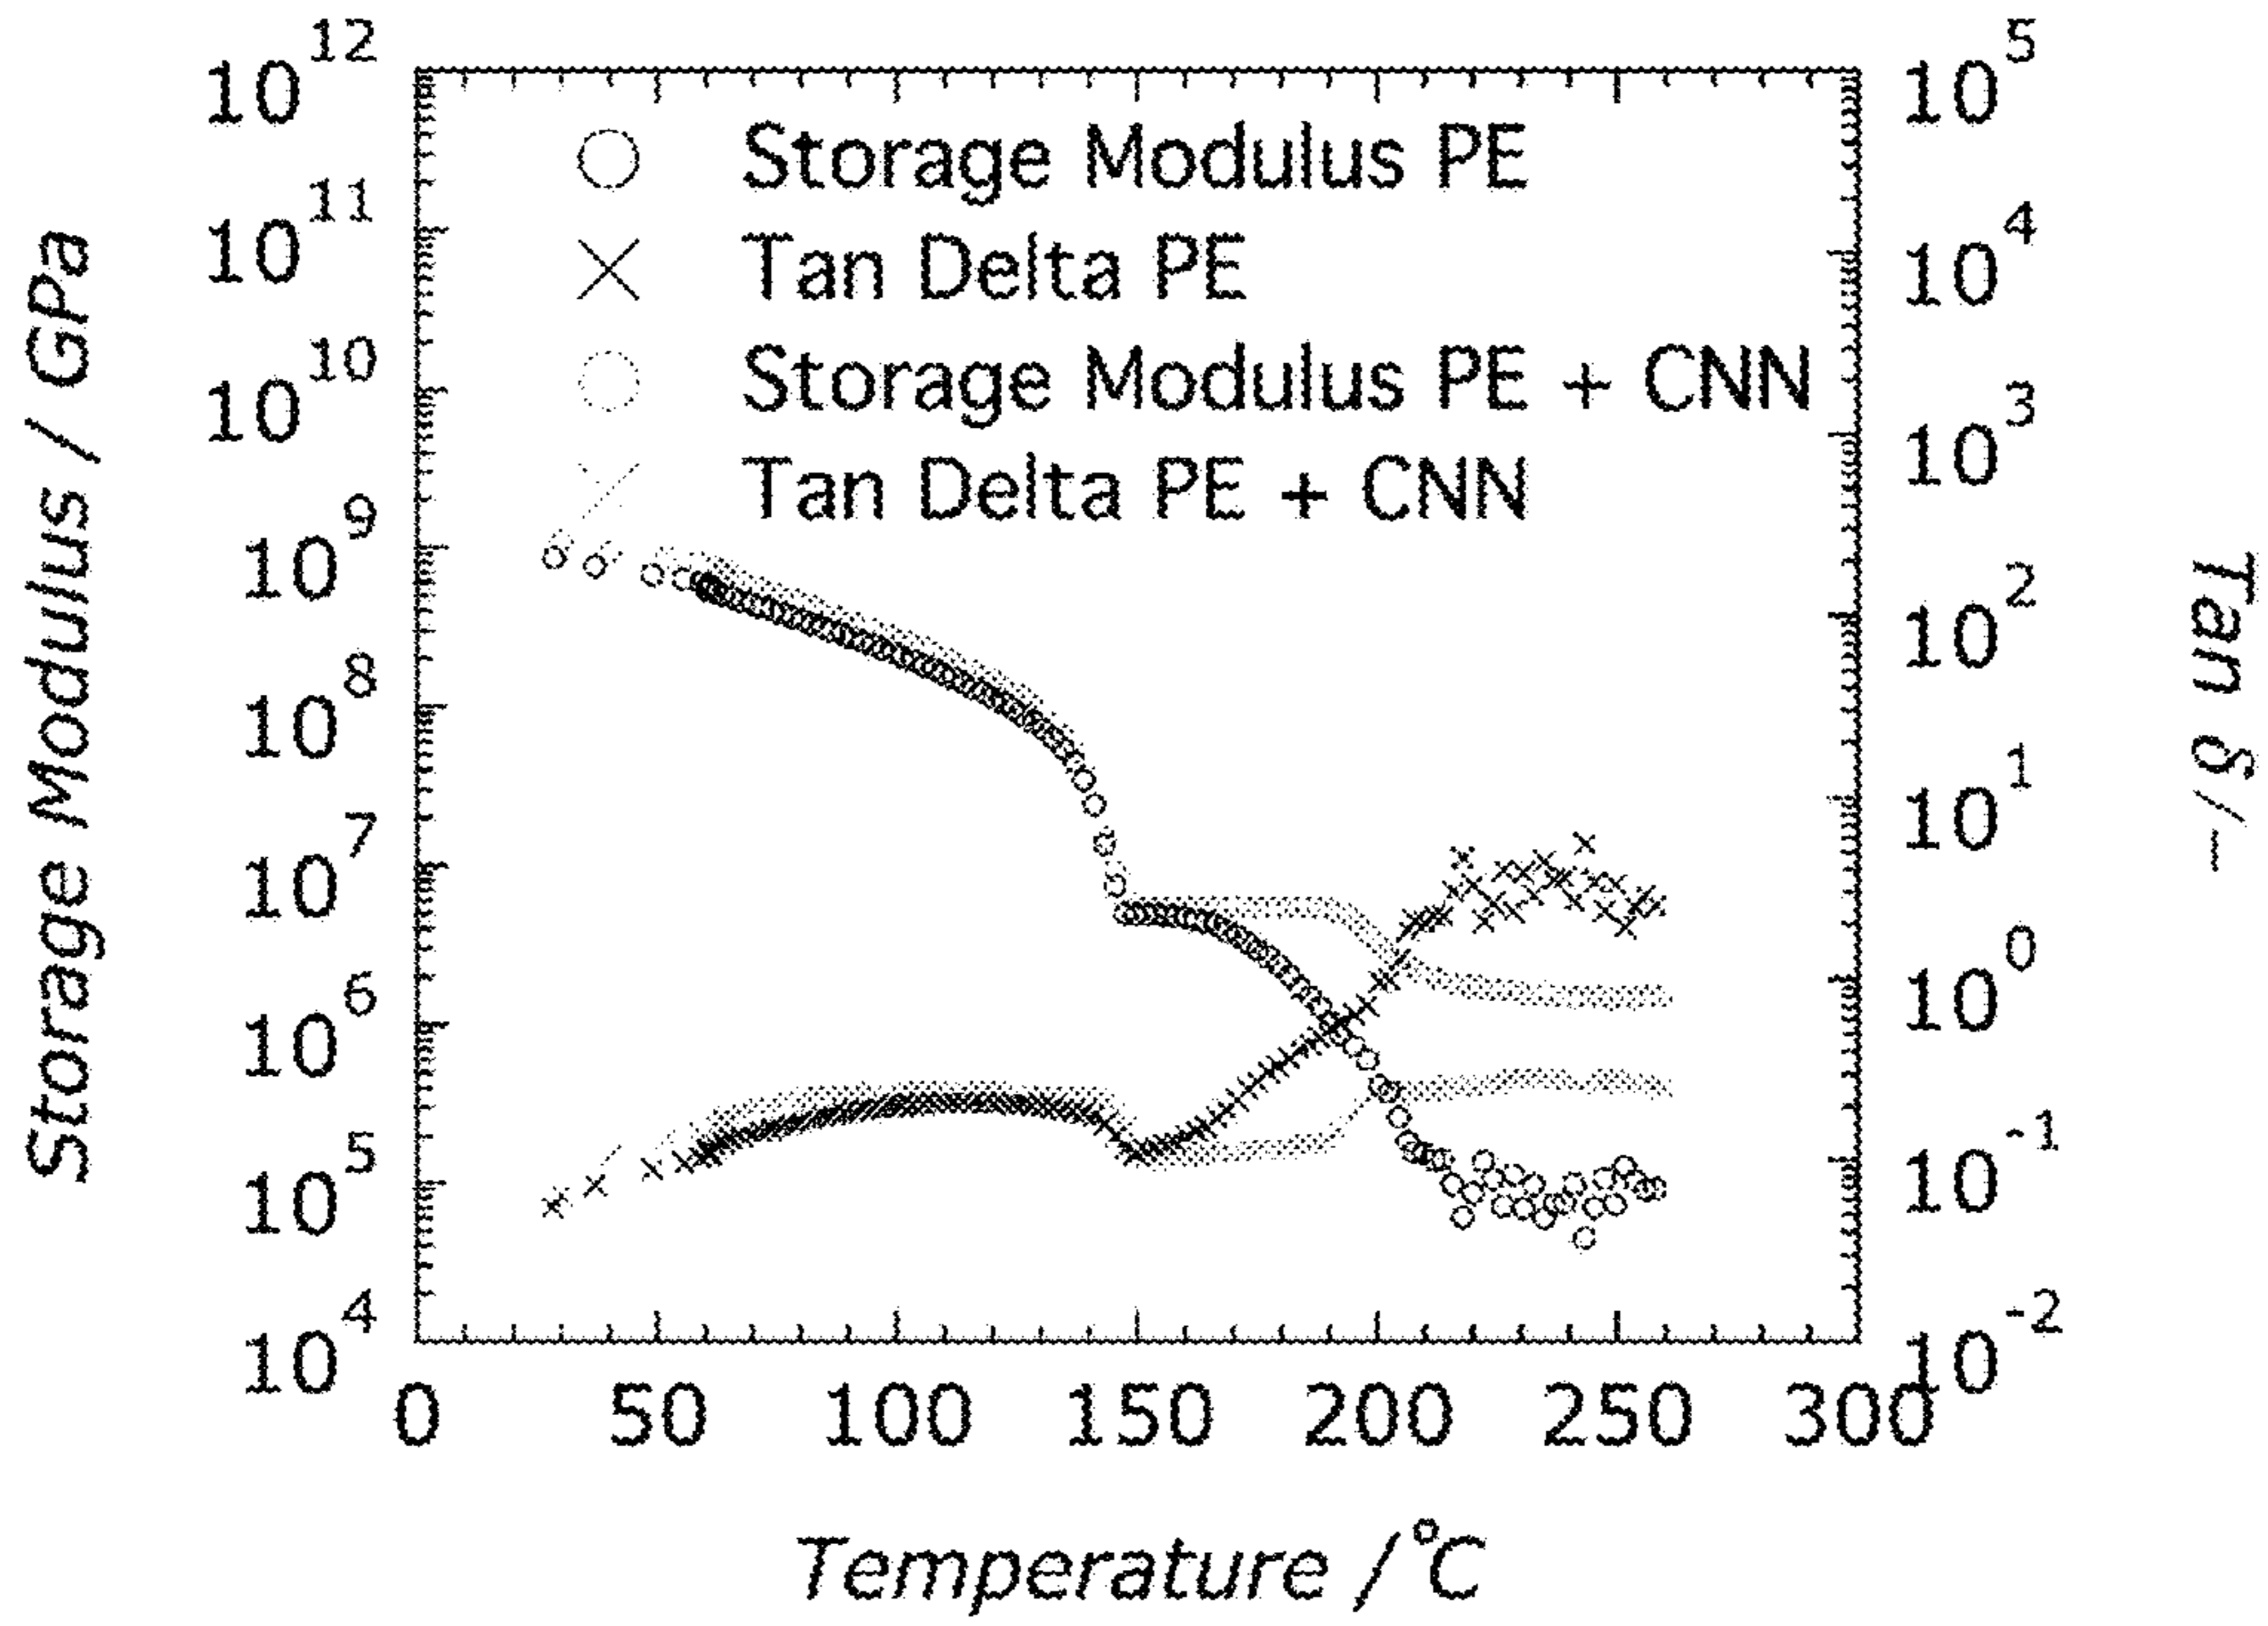 Storage Modulus PE
Tan Delta PE
Storage Modulus PE + CNN
Tan Delta PE + CNN
Storage Modulus / GPa
10^12
10^11
10^10
10^9
10^8
10^7
10^6
10^5
10^4
10^5
10^4
10^3
10^2
10^1
10^0
10^-1
10^-2
Tan δ/-
0 50 100 150 200 250 300
Temperature /°C